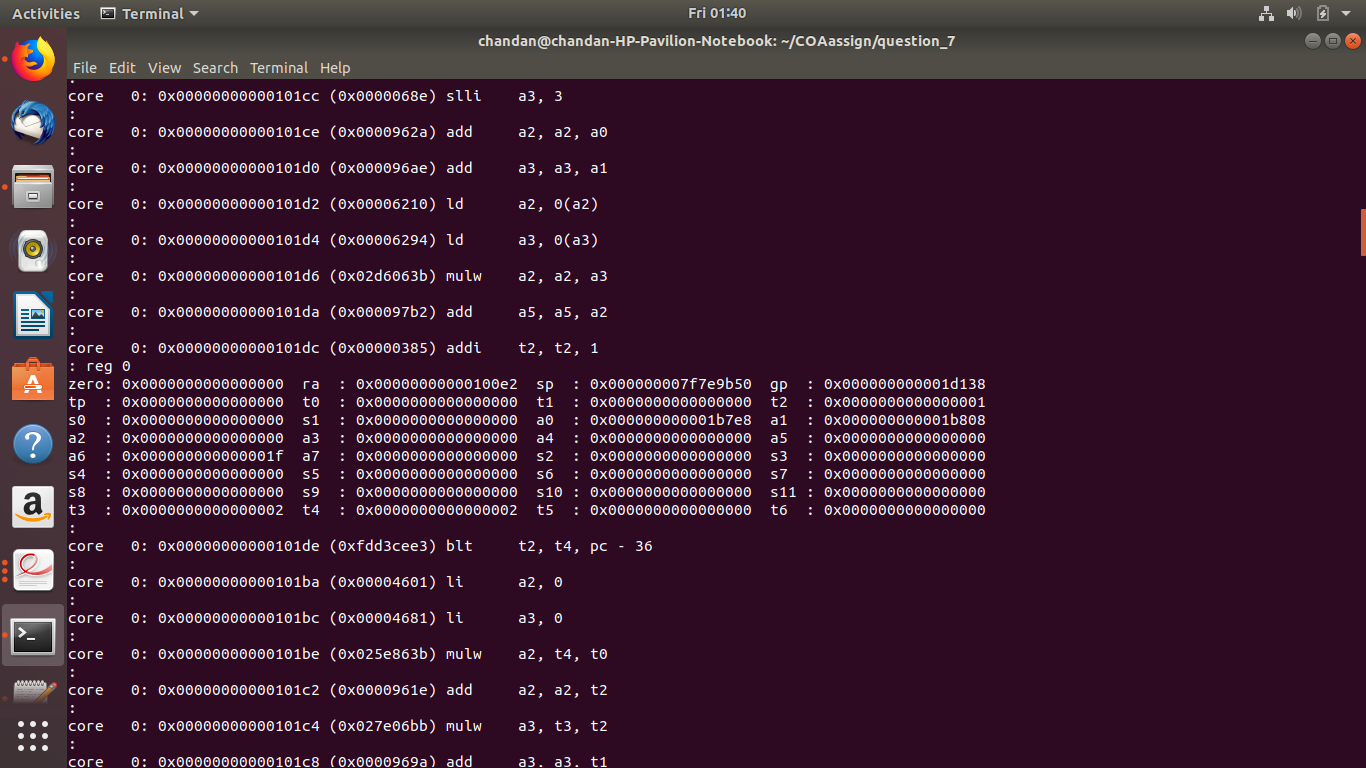 Activities Terminal Fri 01:40
chandan@chandan-HP-Pavilion-Notebook: ~/COAassign/question_7
File Edit View Search Terminal Help
:
core   0: 0x00000000000101cc (0x0000068e) slli    a3, 3
:
core   0: 0x00000000000101ce (0x0000962a) add     a2, a2, a0
:
core   0: 0x00000000000101d0 (0x000096ae) add     a3, a3, a1
:
core   0: 0x00000000000101d2 (0x00006210) ld      a2, 0(a2)
:
core   0: 0x00000000000101d4 (0x00006294) ld      a3, 0(a3)
:
core   0: 0x00000000000101d6 (0x02d6063b) mulw    a2, a2, a3
:
core   0: 0x00000000000101da (0x000097b2) add     a5, a5, a2
:
core   0: 0x00000000000101dc (0x00000385) addi    t2, t2, 1
: reg 0
zero: 0x0000000000000000  ra  : 0x00000000000100e2  sp  : 0x000000007f7e9b50  gp  : 0x000000000001d138
tp  : 0x0000000000000000  t0  : 0x0000000000000000  t1  : 0x0000000000000000  t2  : 0x0000000000000001
s0  : 0x0000000000000000  s1  : 0x0000000000000000  a0  : 0x000000000001b7e8  a1  : 0x000000000001b808
a2  : 0x0000000000000000  a3  : 0x0000000000000000  a4  : 0x0000000000000000  a5  : 0x0000000000000000
a6  : 0x000000000000001f  a7  : 0x0000000000000000  s2  : 0x0000000000000000  s3  : 0x0000000000000000
s4  : 0x0000000000000000  s5  : 0x0000000000000000  s6  : 0x0000000000000000  s7  : 0x0000000000000000
s8  : 0x0000000000000000  s9  : 0x0000000000000000  s10 : 0x0000000000000000  s11 : 0x0000000000000000
t3  : 0x0000000000000002  t4  : 0x0000000000000002  t5  : 0x0000000000000000  t6  : 0x0000000000000000
:
core   0: 0x00000000000101de (0xfdd3cee3) blt     t2, t4, pc - 36
:
core   0: 0x00000000000101ba (0x00004601) li      a2, 0
:
core   0: 0x00000000000101bc (0x00004681) li      a3, 0
:
core   0: 0x00000000000101be (0x025e863b) mulw    a2, t4, t0
:
core   0: 0x00000000000101c2 (0x0000961e) add     a2, a2, t2
:
core   0: 0x00000000000101c4 (0x027e06bb) mulw    a3, t3, t2
:
core   0: 0x00000000000101c8 (0x0000969a) add     a3, a3, t1